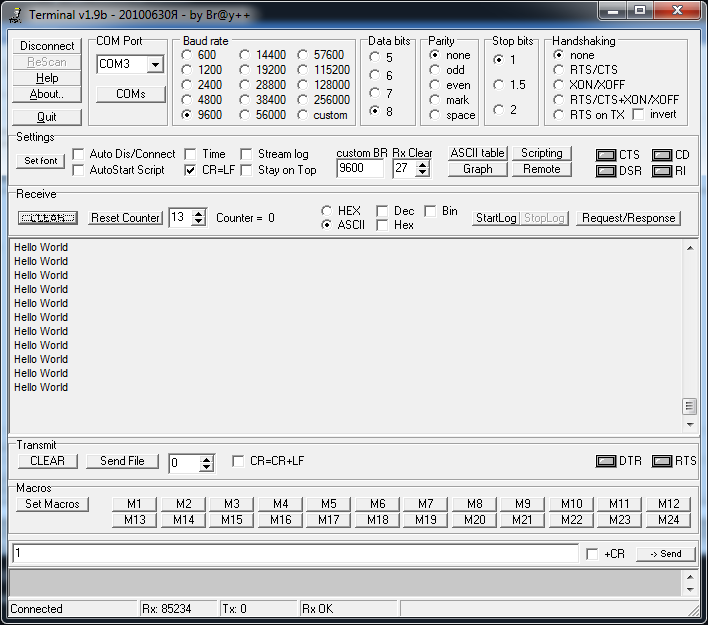 Terminal v1.9b - 20100630Я - by Br@y++
Disconnect
ReScan
Help
About..
Quit
COM Port
COM3
COMs
Baud rate
600 14400 57600
1200 19200 115200
2400 28800 128000
4800 38400 256000
9600 56000 custom
Data bits
5
6
7
8
Parity
none
odd
even
mark
space
Stop bits
1
1.5
2
Handshaking
none
RTS/CTS
XON/XOFF
RTS/CTS+XON/XOFF
RTS on TX invert
Settings
Set font
Auto Dis/Connect Time Stream log
AutoStart Script CR=LF Stay on Top
custom BR Rx Clear
9600 27
ASCII table Scripting
Graph Remote
CTS CD
DSR RI
Receive
CLEAR Reset Counter 13 Counter = 0
HEX Dec Bin
ASCII Hex
StartLog StopLog Request/Response
Hello World
Hello World
Hello World
Hello World
Hello World
Hello World
Hello World
Hello World
Hello World
Hello World
Hello World
Transmit
CLEAR Send File 0 CR=CR+LF DTR RTS
Macros
Set Macros
M1 M2 M3 M4 M5 M6 M7 M8 M9 M10 M11 M12
M13 M14 M15 M16 M17 M18 M19 M20 M21 M22 M23 M24
1 +CR -> Send
Connected Rx: 85234 Tx: 0 Rx OK